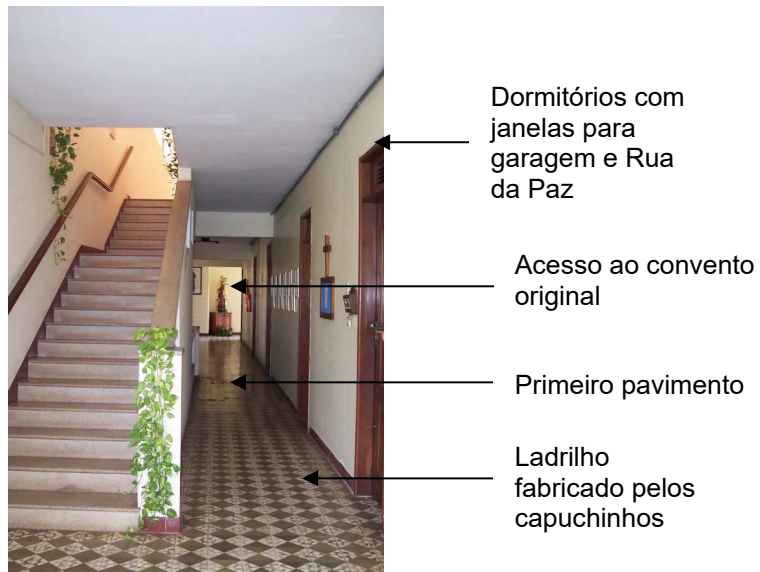 Dormitórios com
janelas para
garagem e Rua
da Paz
Acesso ao convento
original
Primeiro pavimento
Ladrilho
fabricado pelos
capuchinhos